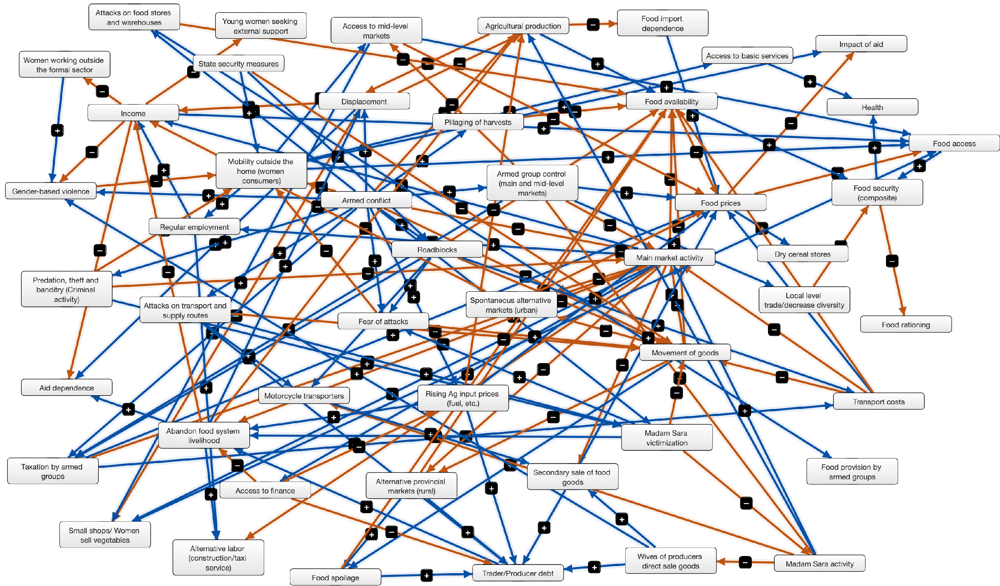 Attacks on food stores
and warehouses
Young women seeking
external support
Access to mid-level
markets
Agricultural production
Food import
dependence
Impact of aid
Access to basic services
Women working outside
the formal sector
State security measures
Displacement
Food availability
Health
Income
Pillaging of harvests
Food access
Mobility outside the
home (women
consumers)
Armed group control
(main and mid-level
markets)
Gender-based violence
Armed conflict
Food prices
Food security
(composite)
Regular employment
Roadblocks
Main market activity
Dry cereal stores
Predation, theft and
banditry (Criminal
activity)
Attacks on transport and
supply routes
Spontaneous alternative
markets (urban)
Local level
trade/decrease diversity
Fear of attacks
Food rationing
Movement of goods
Aid dependence
Motorcycle transporters
Rising Ag input prices
(fuel, etc.)
Transport costs
Abandon food system
livelihood
Madam Sara
victimization
Taxation by armed
groups
Access to finance
Alternative provincial
markets (rural)
Secondary sale of food
goods
Food provision by
armed groups
Small shops/ Women
sell vegetables
Alternative labor
(construction/taxi
service)
Food spoilage
Trader/Producer debt
Wives of producers
direct sale goods
Madam Sara activity